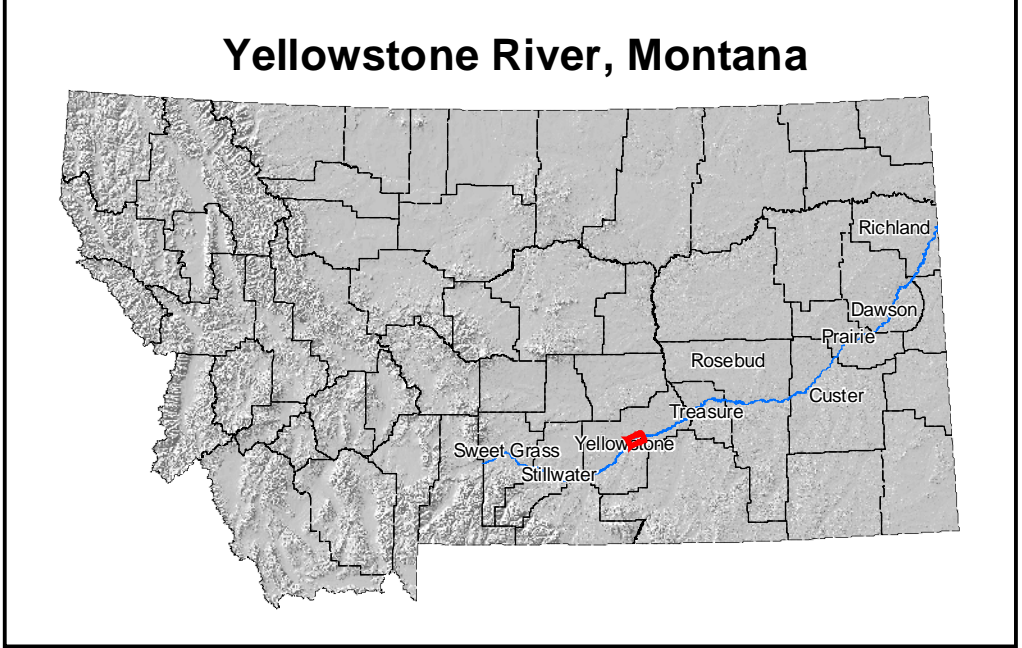 Yellowstone River, Montana
Richland
Dawson
Prairie
Rosebud
Custer
Treasure
Yellowstone
Sweet Grass
Stillwater